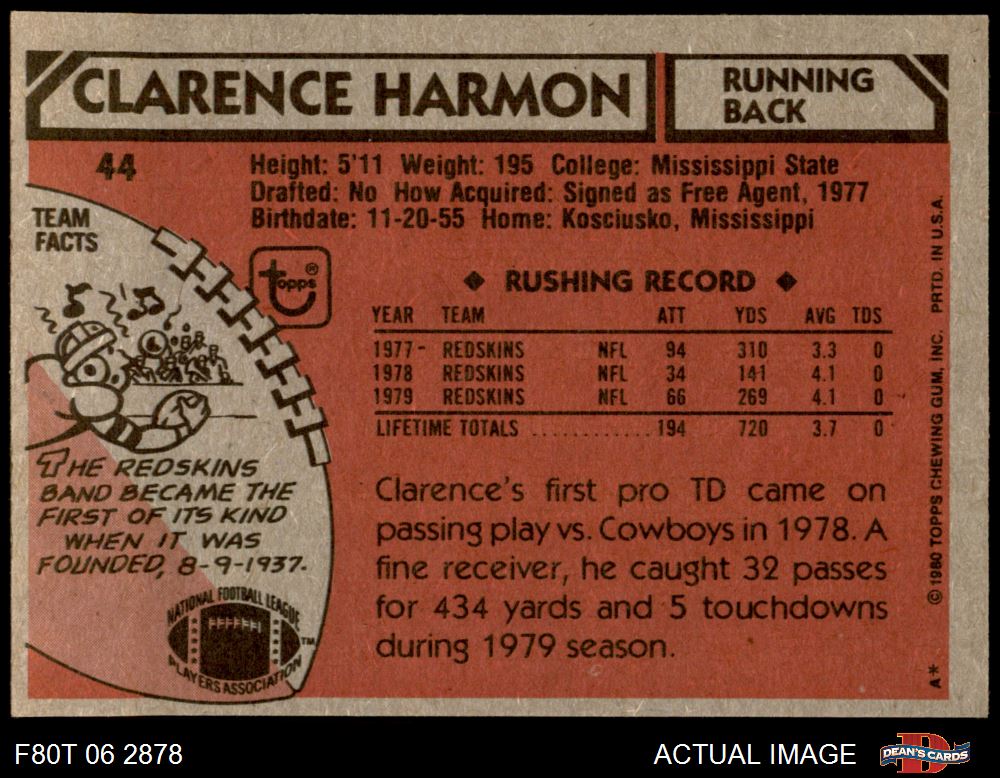 CLARENCE HARMON
RUNNING
BACK
44
Height: 5'11 Weight: 195 College: Mississippi State
Drafted: No How Acquired: Signed as Free Agent, 1977
Birthdate: 11-20-55 Home: Kosciusko, Mississippi
TEAM
FACTS
topps®
◆ RUSHING RECORD ◆
YEAR TEAM ATT YDS AVG TDS
1977- REDSKINS NFL 94 310 3.3 0
1978 REDSKINS NFL 34 141 4.1 0
1979 REDSKINS NFL 66 269 4.1 0
LIFETIME TOTALS ............ 194 720 3.7 0
THE REDSKINS
BAND BECAME THE
FIRST OF ITS KIND
WHEN IT WAS
FOUNDED, 8-9-1937.
NATIONAL FOOTBALL LEAGUE
PLAYERS ASSOCIATION
TM
Clarence's first pro TD came on
passing play vs. Cowboys in 1978. A
fine receiver, he caught 32 passes
for 434 yards and 5 touchdowns
during 1979 season.
A* ©1980 TOPPS CHEWING GUM, INC. PRTD. IN U.S.A.
F80T 06 2878
ACTUAL IMAGE
DEAN'S CARDS